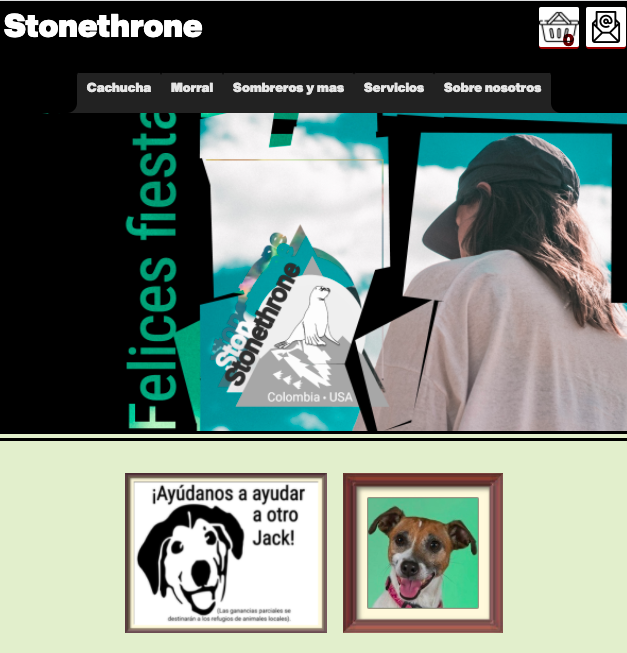 Stonethrone
0
Cachucha
Morral
Sombreros y mas
Servicios
Sobre nosotros
Felices fiesta
Stone
Stonethrone
Colombia • USA
¡Ayúdanos a ayudar
a otro
Jack!
(Las ganancias parciales se
destinarán a los refugios de animales locales).